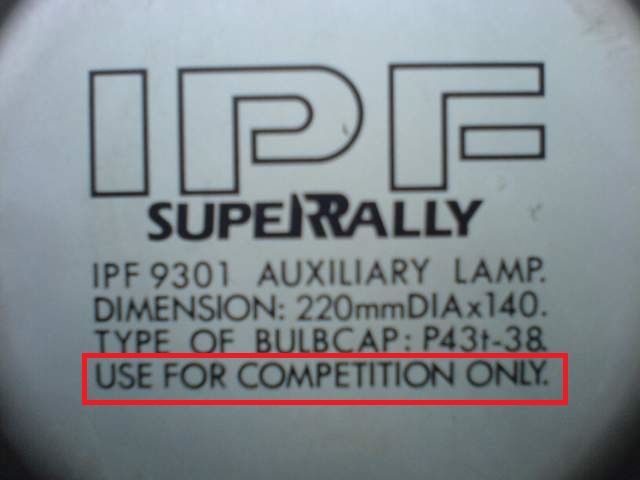 IPF
SUPERRALLY
IPF 9301 AUXILIARY LAMP.
DIMENSION: 220mmDIAx140.
TYPE OF BULBCAP: P43t-38.
USE FOR COMPETITION ONLY.